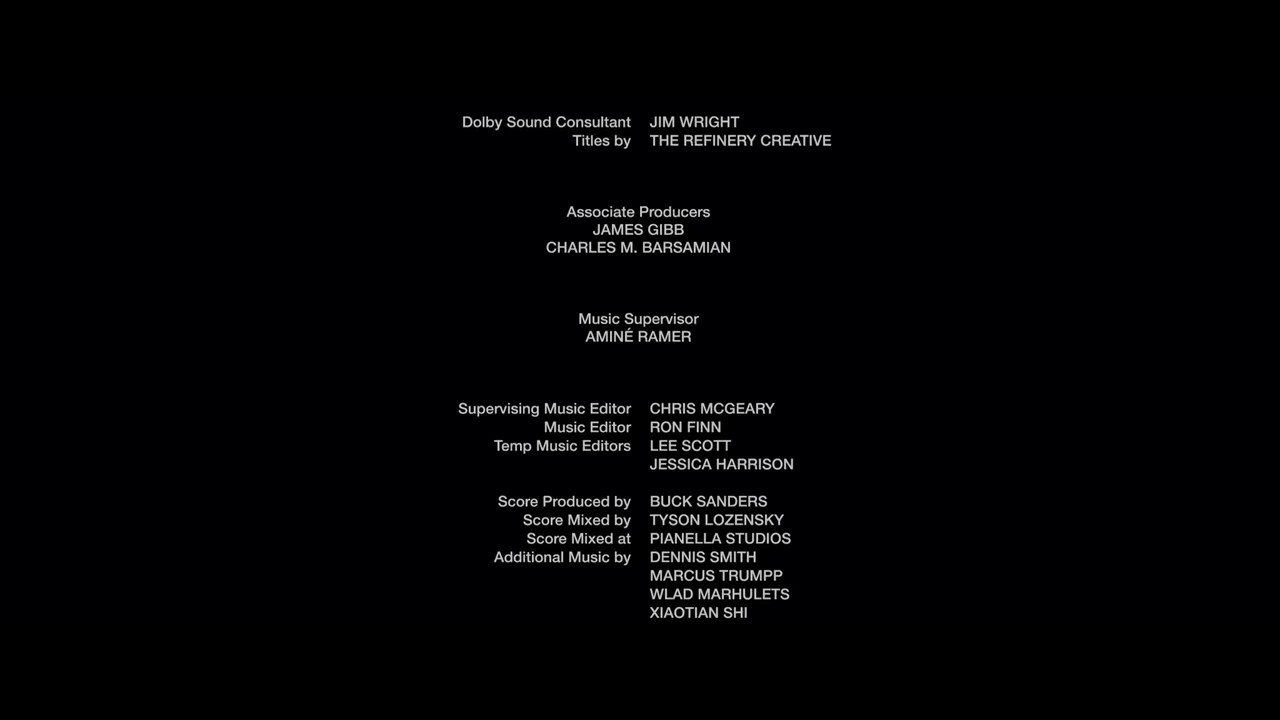 Dolby Sound Consultant JIM WRIGHT
Titles by THE REFINERY CREATIVE
Associate Producers
JAMES GIBB
CHARLES M. BARSAMIAN
Music Supervisor
AMINÉ RAMER
Supervising Music Editor CHRIS MCGEARY
Music Editor RON FINN
Temp Music Editors LEE SCOTT
JESSICA HARRISON
Score Produced by BUCK SANDERS
Score Mixed by TYSON LOZENSKY
Score Mixed at PIANELLA STUDIOS
Additional Music by DENNIS SMITH
MARCUS TRUMPP
WLAD MARHULETS
XIAOTIAN SHI